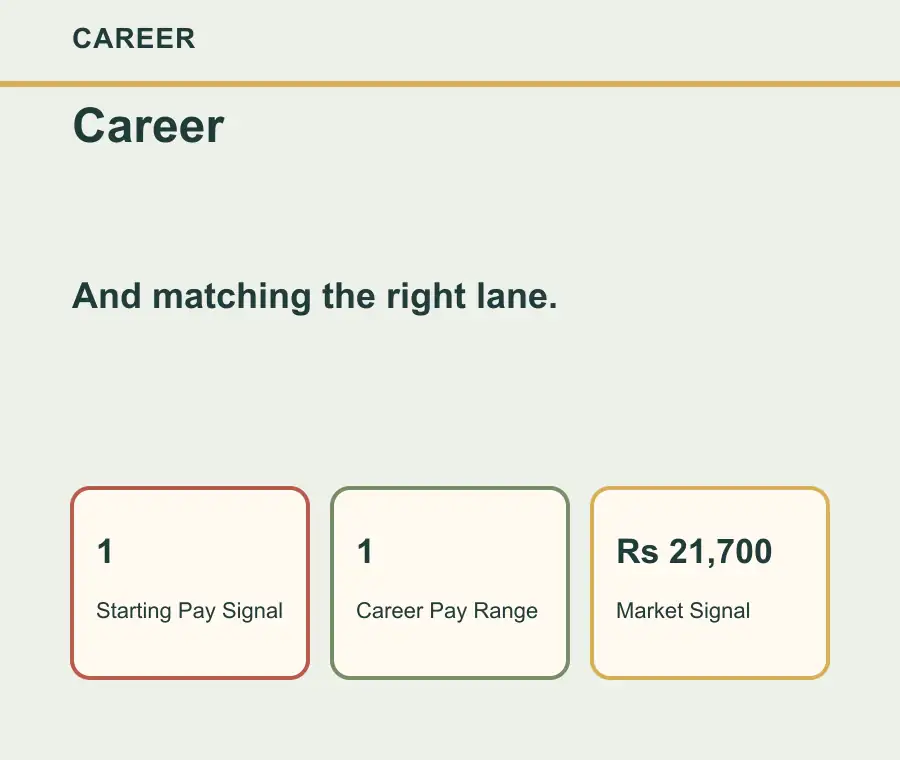 CAREER
Career
And matching the right lane.
1
Starting Pay Signal
1
Career Pay Range
Rs 21,700
Market Signal